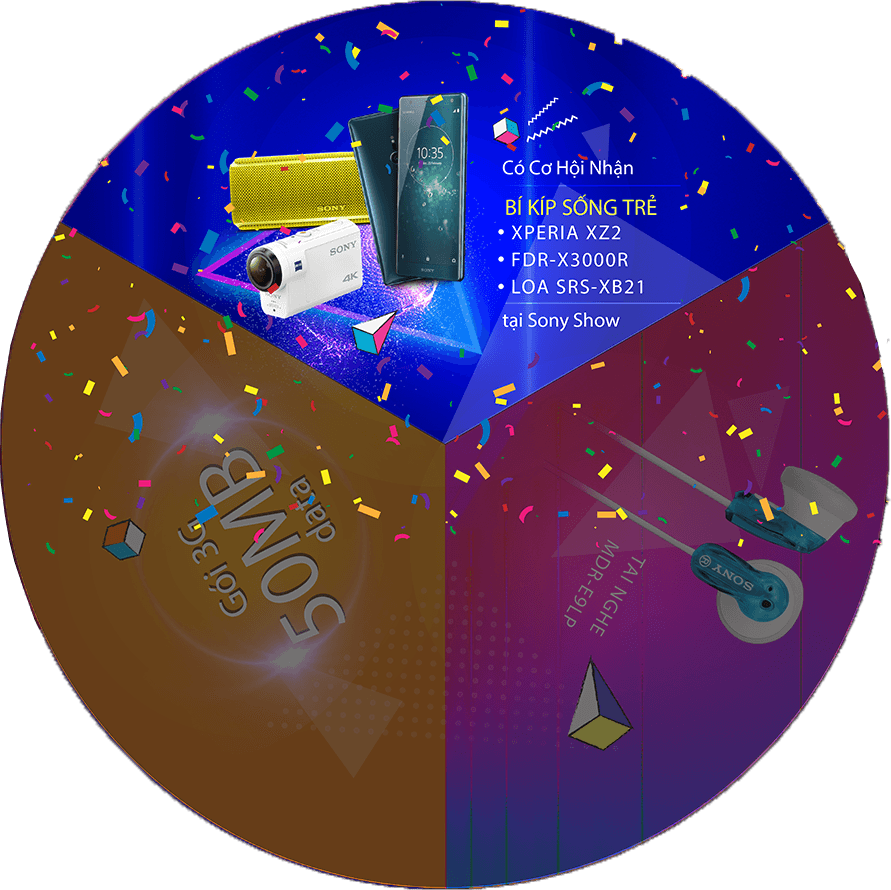 10:35
SONY
SONY
4K
SONY
Có Cơ Hội Nhận
BÍ KÍP SỐNG TRẺ
• XPERIA XZ2
• FDR-X3000R
• LOA SRS-XB21
tại Sony Show
GÓI 3G
50MB
data
TAI NGHE
MDR-E9LP
SONY
®